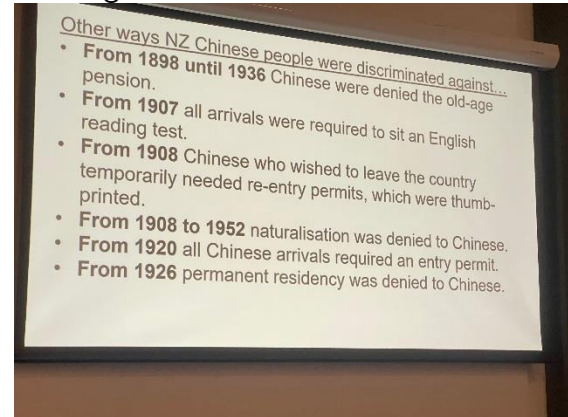 Other ways NZ Chinese people were discriminated against...
• From 1898 until 1936 Chinese were denied the old-age
pension.
• From 1907 all arrivals were required to sit an English
reading test.
• From 1908 Chinese who wished to leave the country
temporarily needed re-entry permits, which were thumb-
printed.
• From 1908 to 1952 naturalisation was denied to Chinese.
• From 1920 all Chinese arrivals required an entry permit.
• From 1926 permanent residency was denied to Chinese.